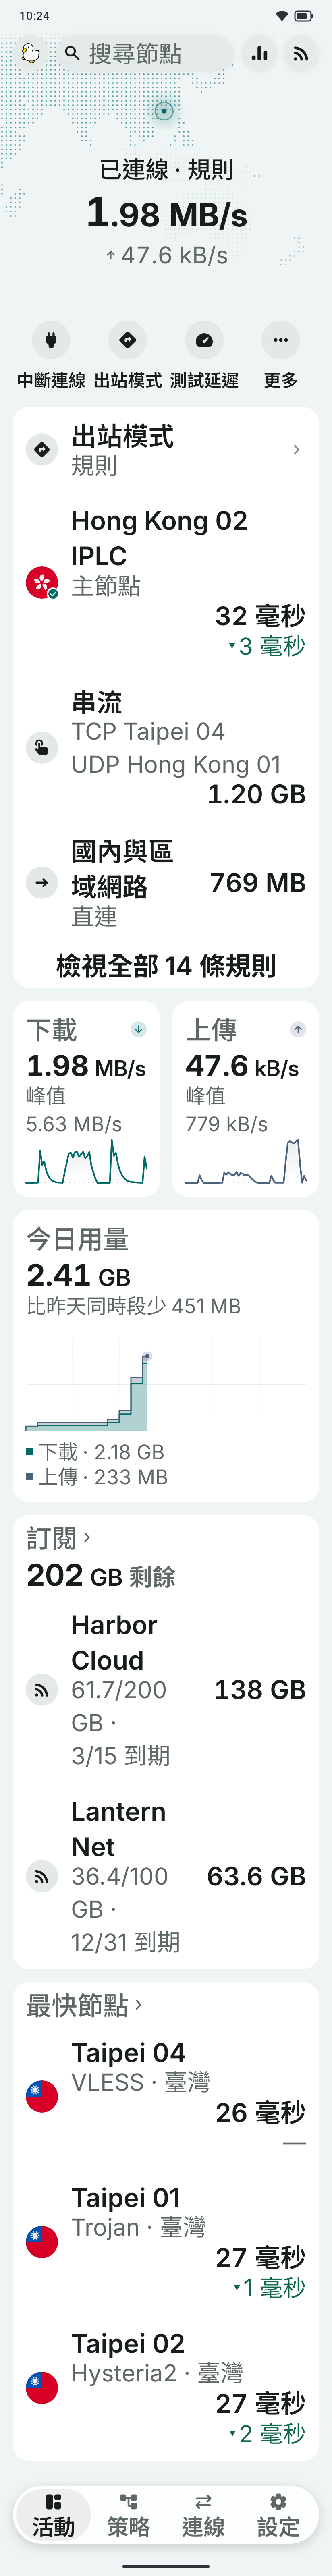 10:24
搜尋節點
已連線 · 規則
1.98 MB/s
↑ 47.6 kB/s
中斷連線 出站模式 測試延遲 更多
出站模式
規則
Hong Kong 02
IPLC
主節點
32 毫秒
▼3 毫秒
串流
TCP Taipei 04
UDP Hong Kong 01
1.20 GB
國內與區
域網路
769 MB
直連
檢視全部 14 條規則
下載
1.98 MB/s
峰值
5.63 MB/s
上傳
47.6 kB/s
峰值
779 kB/s
今日用量
2.41 GB
比昨天同時段少 451 MB
下載 · 2.18 GB
上傳 · 233 MB
訂閱
202 GB 剩餘
Harbor
Cloud
61.7/200
GB ·
3/15 到期
138 GB
Lantern
Net
36.4/100
GB ·
12/31 到期
63.6 GB
最快節點
Taipei 04
VLESS · 臺灣
26 毫秒
—
Taipei 01
Trojan · 臺灣
27 毫秒
▼1 毫秒
Taipei 02
Hysteria2 · 臺灣
27 毫秒
▼2 毫秒
活動 策略 連線 設定